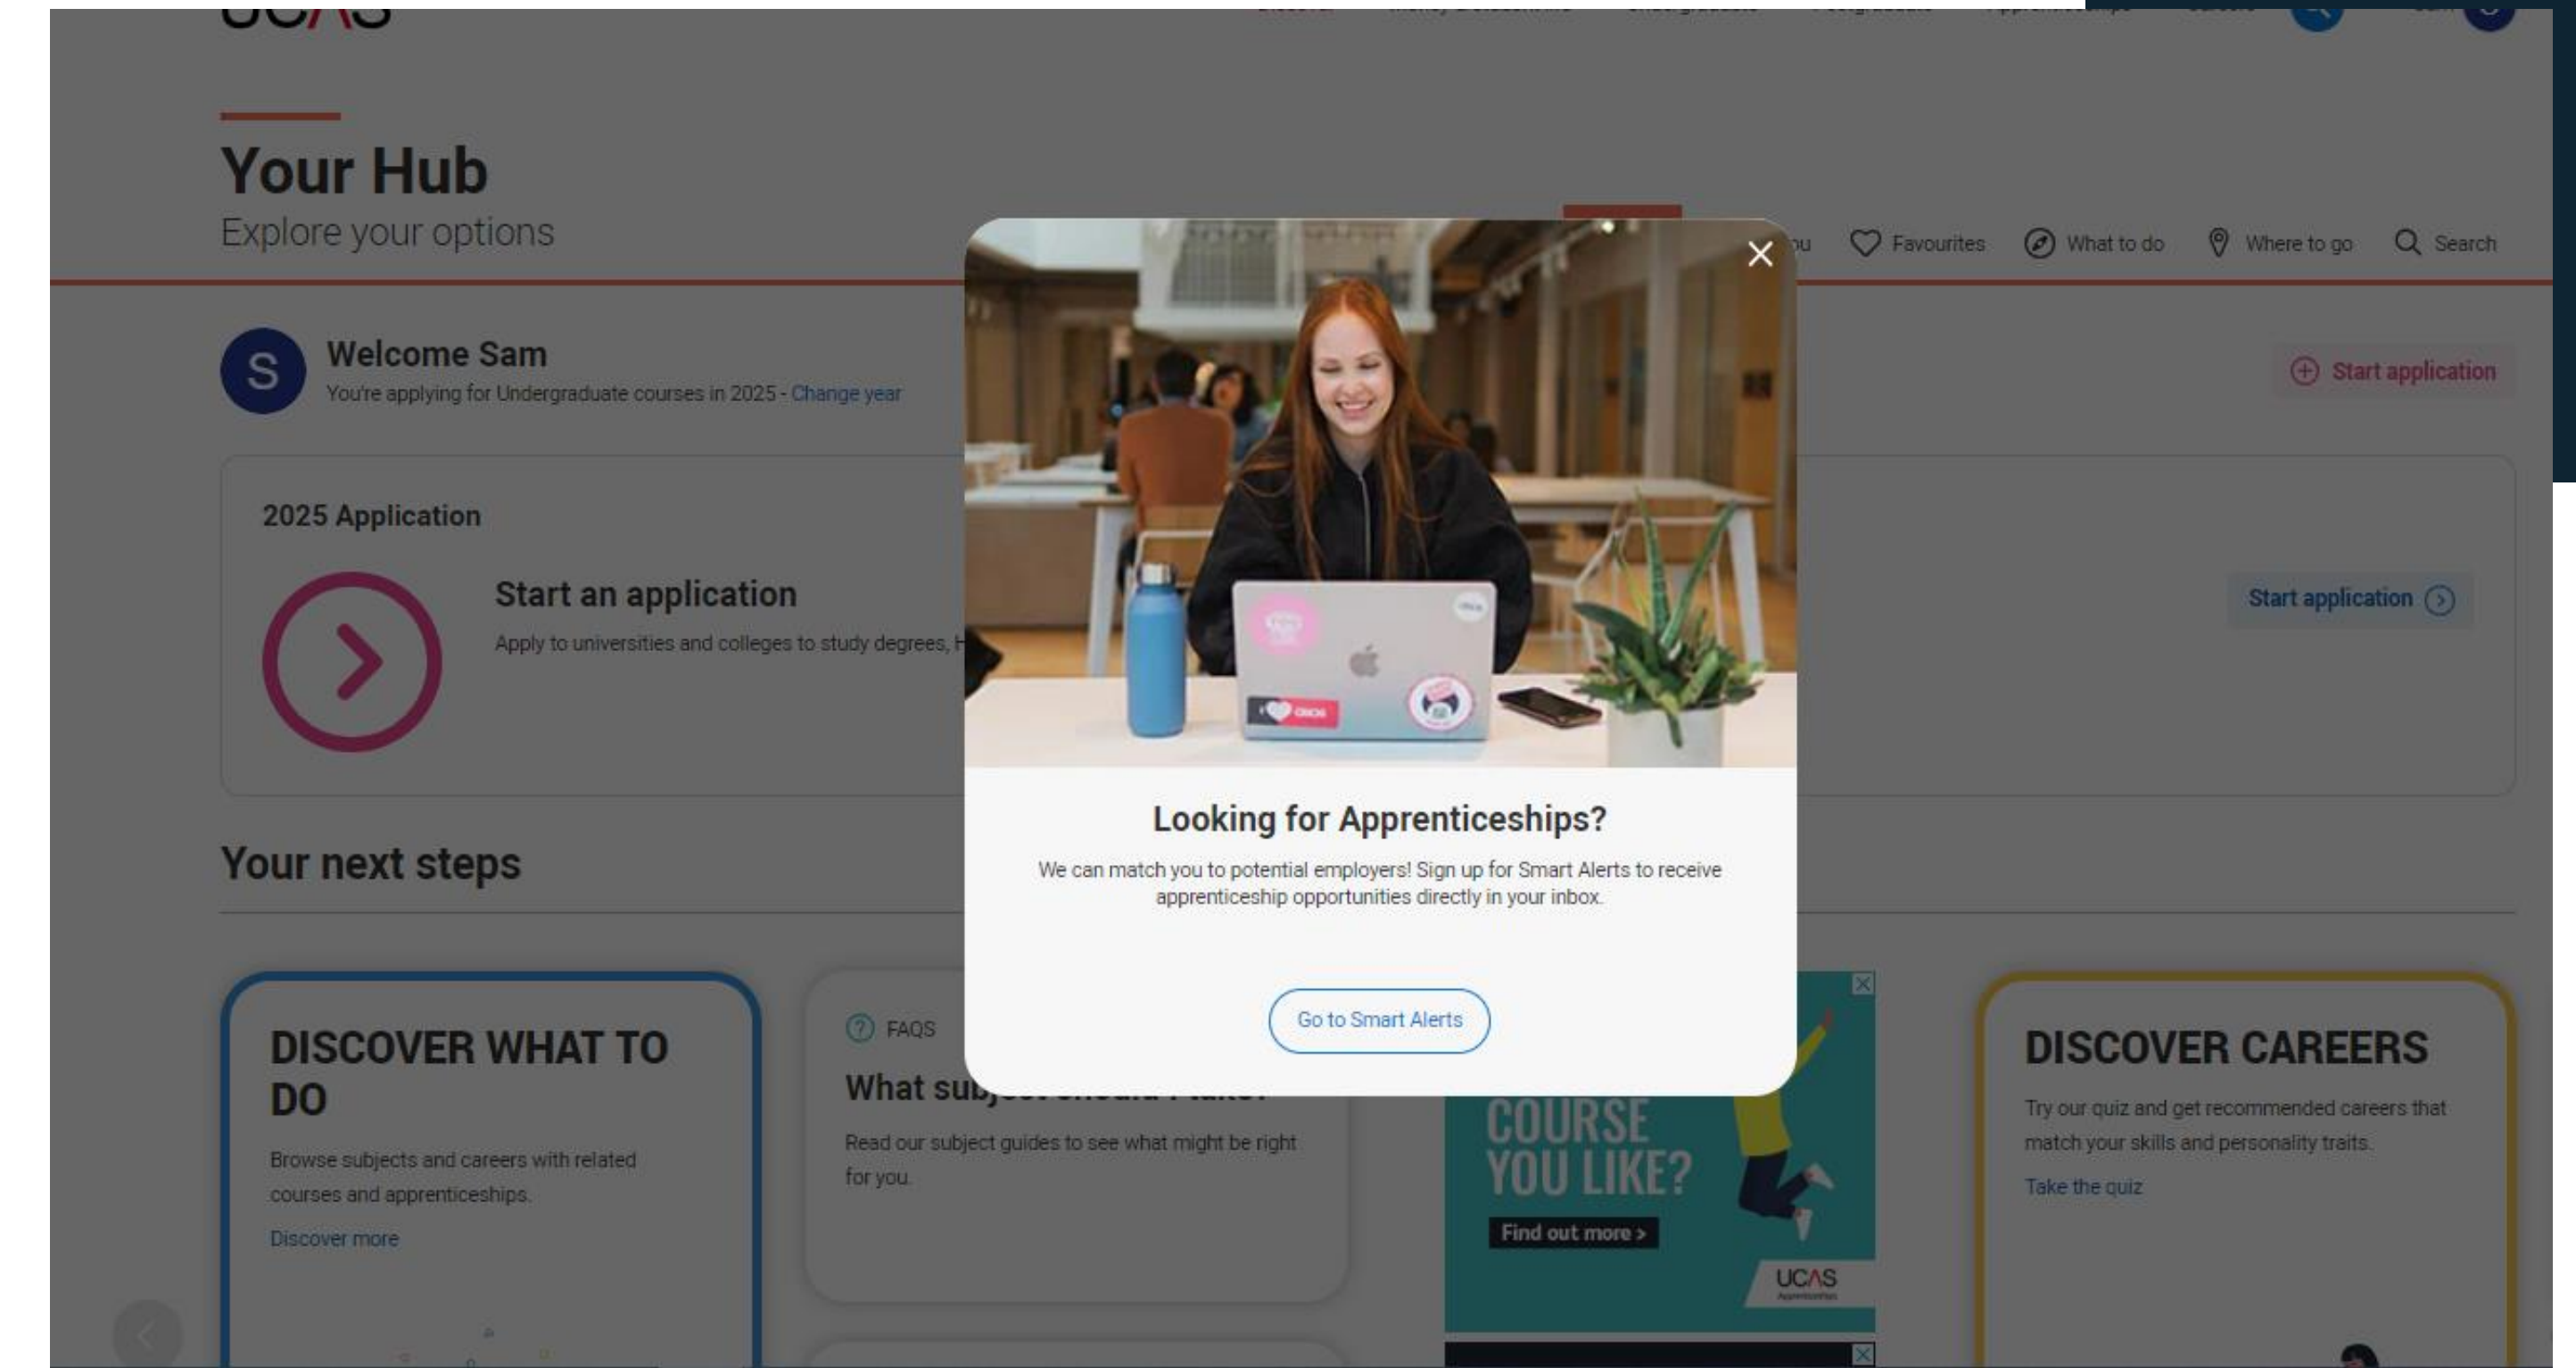 UCAS
Your Hub
Explore your options
Favourites
What to do
Where to go
Search
Welcome Sam
You're applying for Undergraduate courses in 2025 - Change year
Start application
2025 Application
Start an application
Apply to universities and colleges to study degrees,
Start application
Looking for Apprenticeships?
We can match you to potential employers! Sign up for Smart Alerts to receive
apprenticeship opportunities directly in your inbox.
Go to Smart Alerts
Your next steps
DISCOVER WHAT TO
DO
Browse subjects and careers with related
courses and apprenticeships.
Discover more
FAQS
What
Read our subject guides to see what might be right
for you.
COURSE
YOU LIKE?
Find out more >
UCAS
DISCOVER CAREERS
Try our quiz and get recommended careers that
match your skills and personality traits.
Take the quiz
S